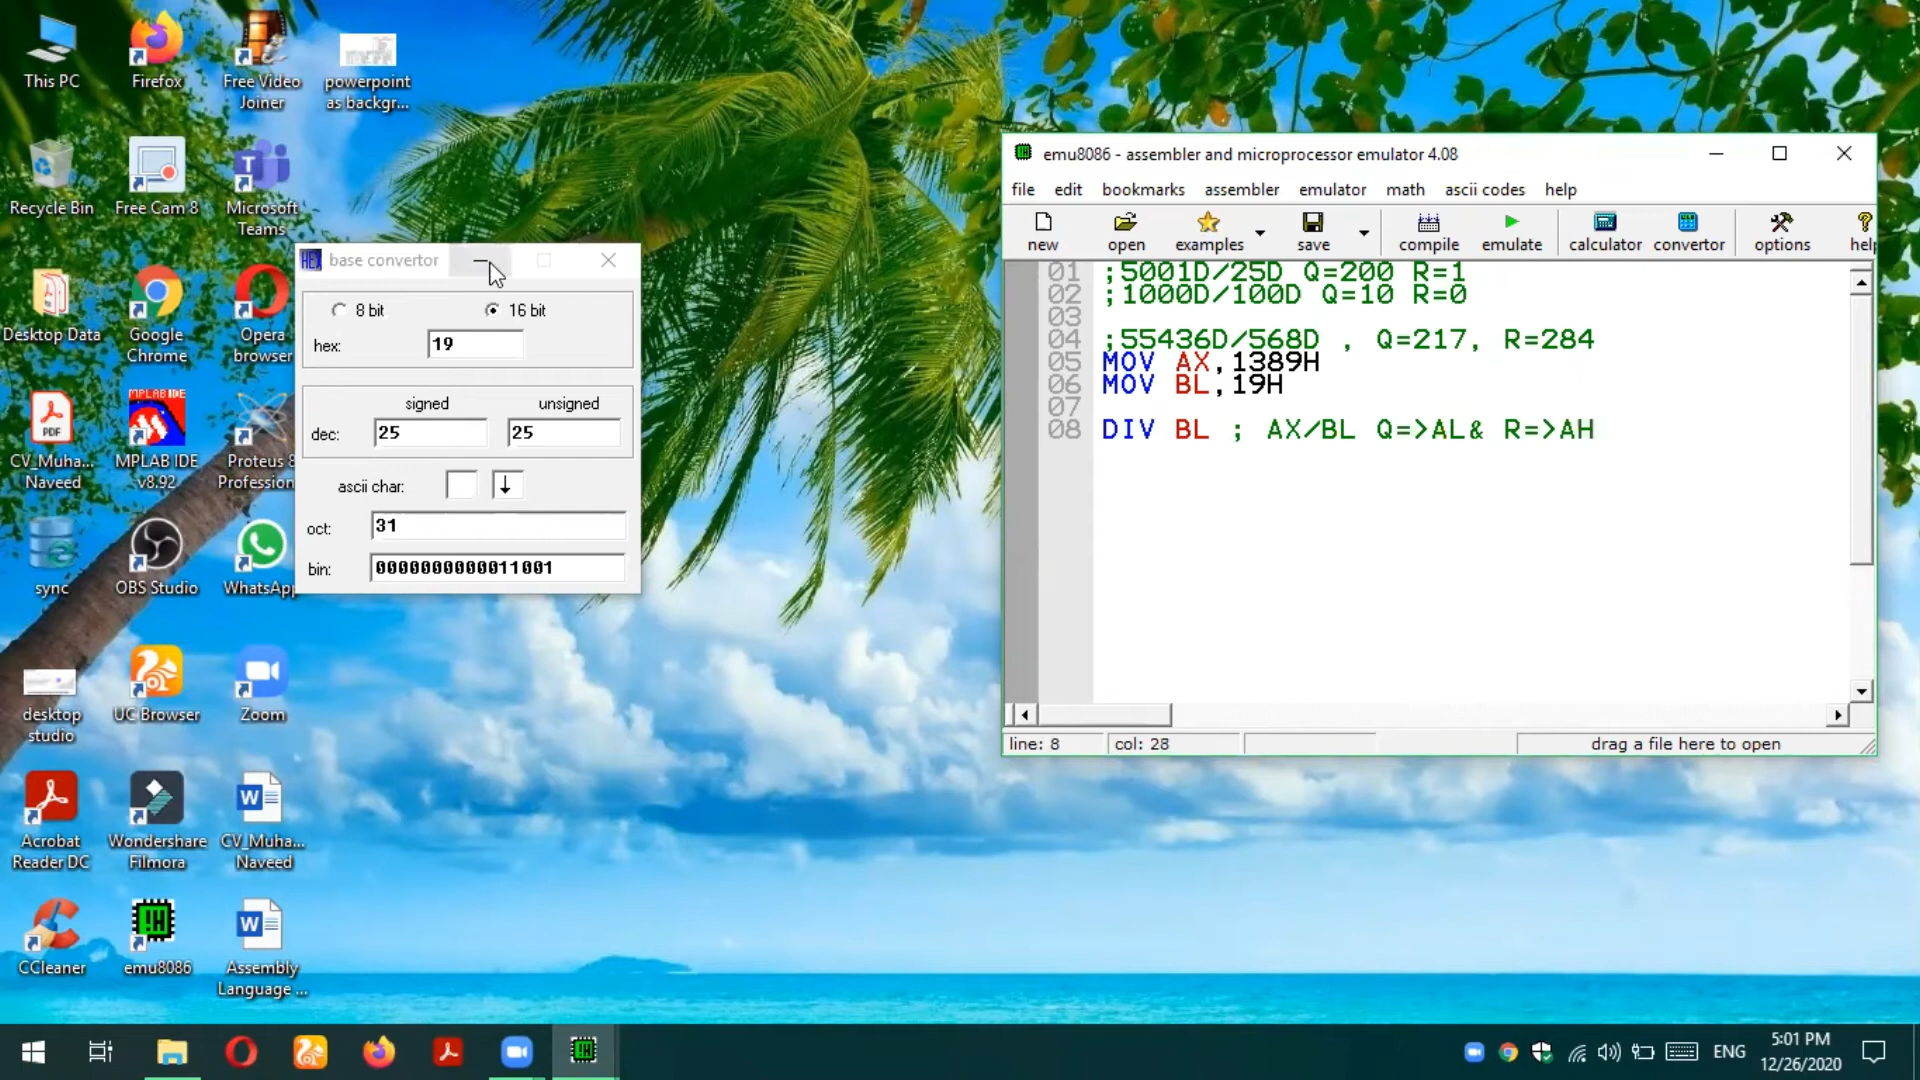 This PC
Firefox
Free Video
Joiner
powerpoint
as backgr...
Recycle Bin
Free Cam 8
Microsoft
Teams
Desktop Data
Google
Chrome
Opera
browser
CV_Muha...
Naveed
MPLAB IDE
MPLAB IDE
v8.92
Proteus 8
Profession
sync
OBS Studio
WhatsApp
desktop
studio
UC Browser
Zoom
Acrobat
Reader DC
Wondershare
Filmora
CV_Muha...
Naveed
CCleaner
emu8086
Assembly
Language ...
HEX base convertor
8 bit 16 bit
hex: 19
signed unsigned
dec: 25 25
ascii char: ↓
oct: 31
bin: 0000000000011001
emu8086 - assembler and microprocessor emulator 4.08
file edit bookmarks assembler emulator math ascii codes help
new open examples save compile emulate calculator convertor options help
01 ;5001D/25D Q=200 R=1
02 ;1000D/100D Q=10 R=0
03
04 ;55436D/568D , Q=217, R=284
05 MOV AX,1389H
06 MOV BL,19H
07
08 DIV BL ; AX/BL Q=>AL& R=>AH
line: 8 col: 28 drag a file here to open
ENG
5:01 PM
12/26/2020